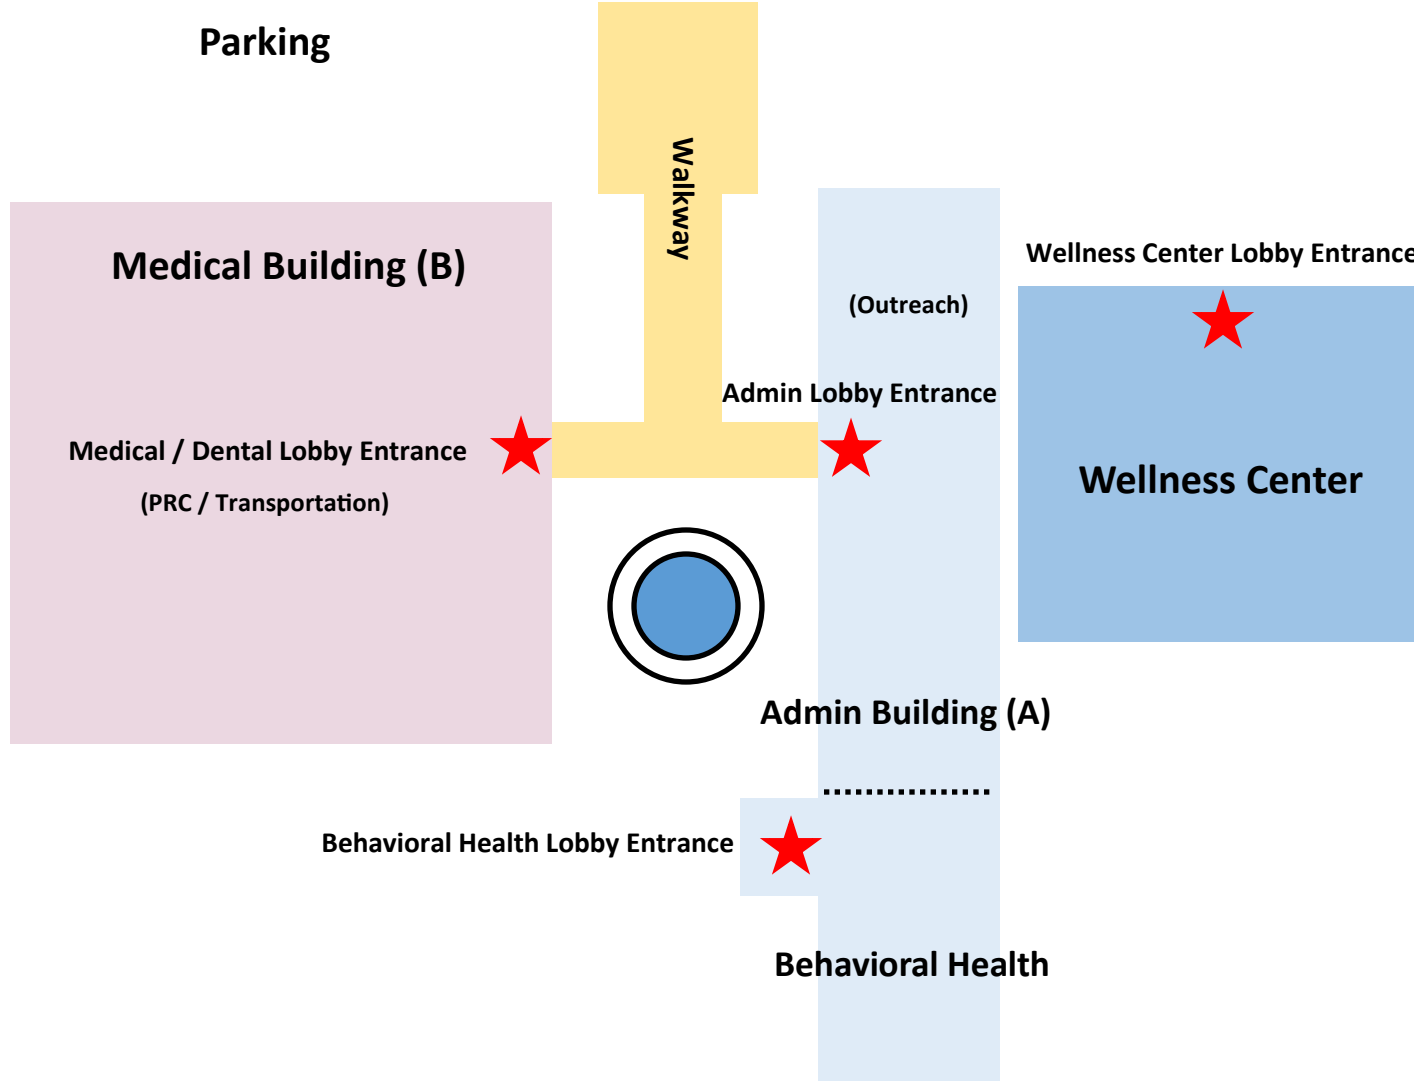 Parking
Walkway
Medical Building (B)
Wellness Center Lobby Entrance
(Outreach)
Admin Lobby Entrance
Medical / Dental Lobby Entrance
(PRC / Transportation)
Wellness Center
Admin Building (A)
Behavioral Health Lobby Entrance
Behavioral Health